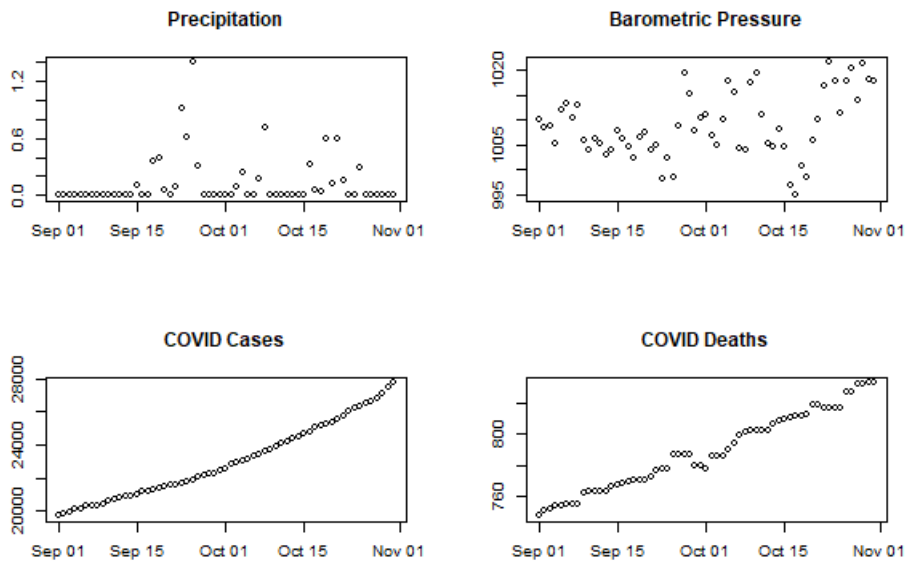 Precipitation
Barometric Pressure
1.2
0.6
0.0
Sep 01 Sep 15 Oct 01 Oct 15 Nov 01
1020
1005
995
Sep 01 Sep 15 Oct 01 Oct 15 Nov 01
COVID Cases
COVID Deaths
28000
24000
20000
Sep 01 Sep 15 Oct 01 Oct 15 Nov 01
800
760
Sep 01 Sep 15 Oct 01 Oct 15 Nov 01